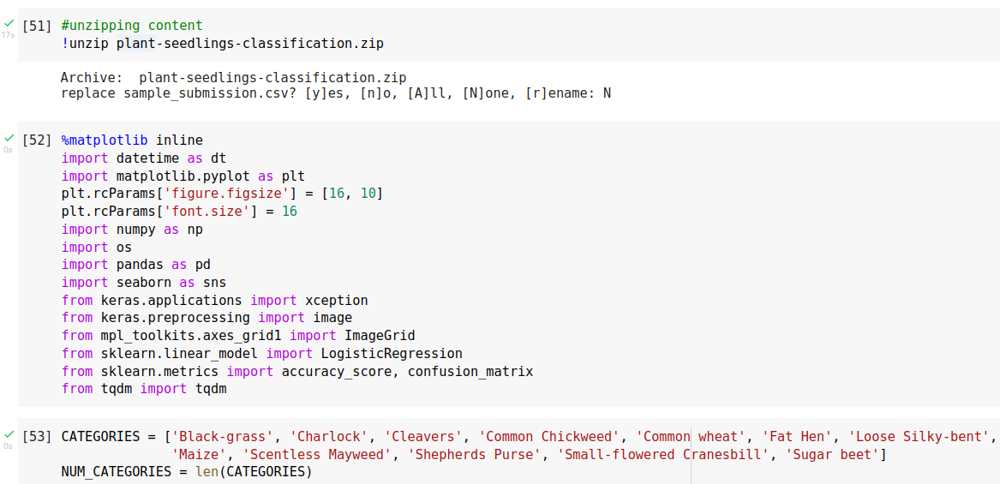 [51] #unzipping content
17s
!unzip plant-seedlings-classification.zip
Archive:  plant-seedlings-classification.zip
replace sample_submission.csv? [y]es, [n]o, [A]ll, [N]one, [r]ename: N
[52] %matplotlib inline
0s
import datetime as dt
import matplotlib.pyplot as plt
plt.rcParams['figure.figsize'] = [16, 10]
plt.rcParams['font.size'] = 16
import numpy as np
import os
import pandas as pd
import seaborn as sns
from keras.applications import xception
from keras.preprocessing import image
from mpl_toolkits.axes_grid1 import ImageGrid
from sklearn.linear_model import LogisticRegression
from sklearn.metrics import accuracy_score, confusion_matrix
from tqdm import tqdm
[53] CATEGORIES = ['Black-grass', 'Charlock', 'Cleavers', 'Common Chickweed', 'Common wheat', 'Fat Hen', 'Loose Silky-bent',
0s
'Maize', 'Scentless Mayweed', 'Shepherds Purse', 'Small-flowered Cranesbill', 'Sugar beet']
NUM_CATEGORIES = len(CATEGORIES)